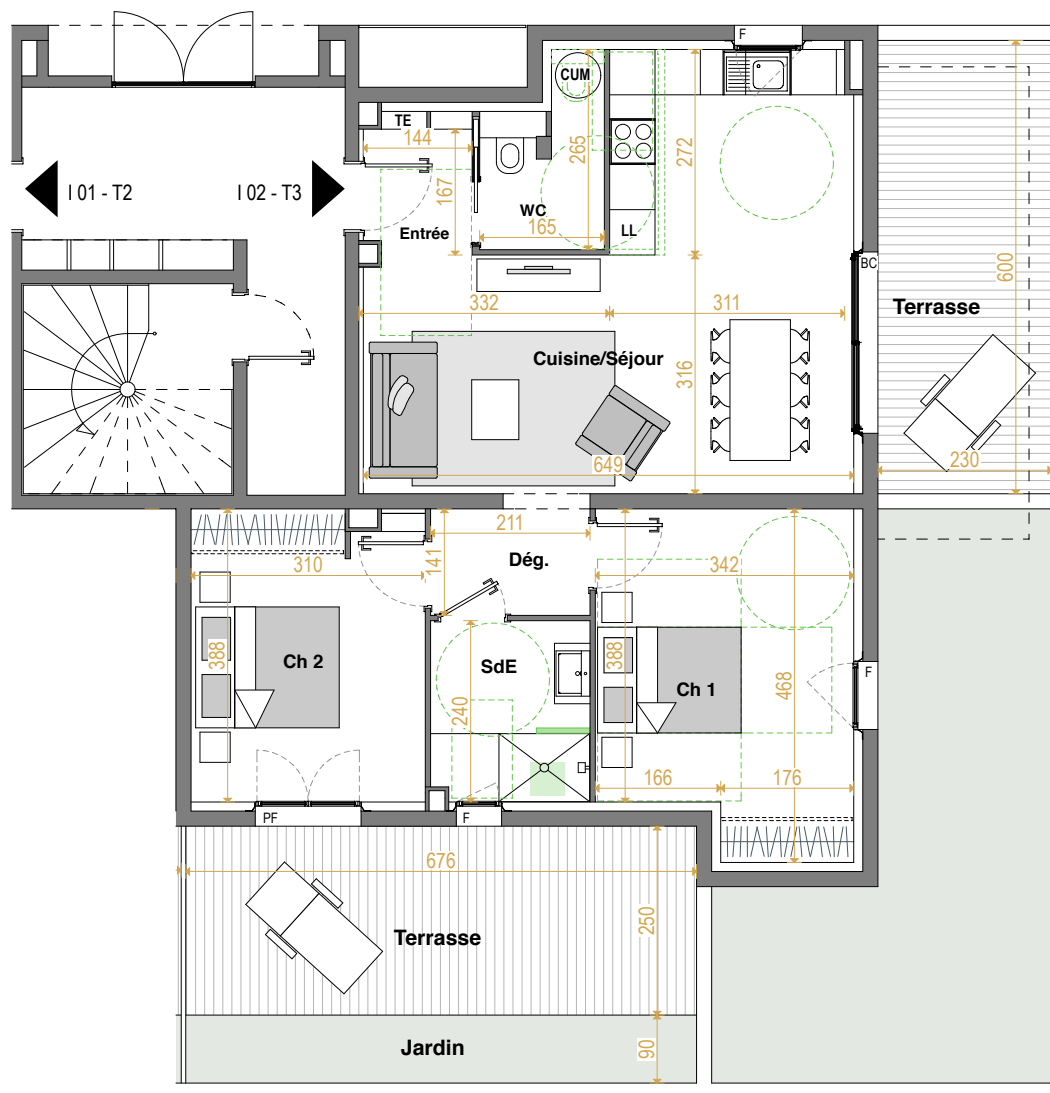 F
CUM
TE
144
265
272
167
I 01 - T2
I 02 - T3
WC
Entrée
165
LL
BC
600
332
311
Terrasse
Cuisine/Séjour
316
649
230
211
141
310
Dég.
342
388
Ch 2
SdE
388
Ch 1
468
F
240
166
176
PF
F
676
250
Terrasse
Jardin
90